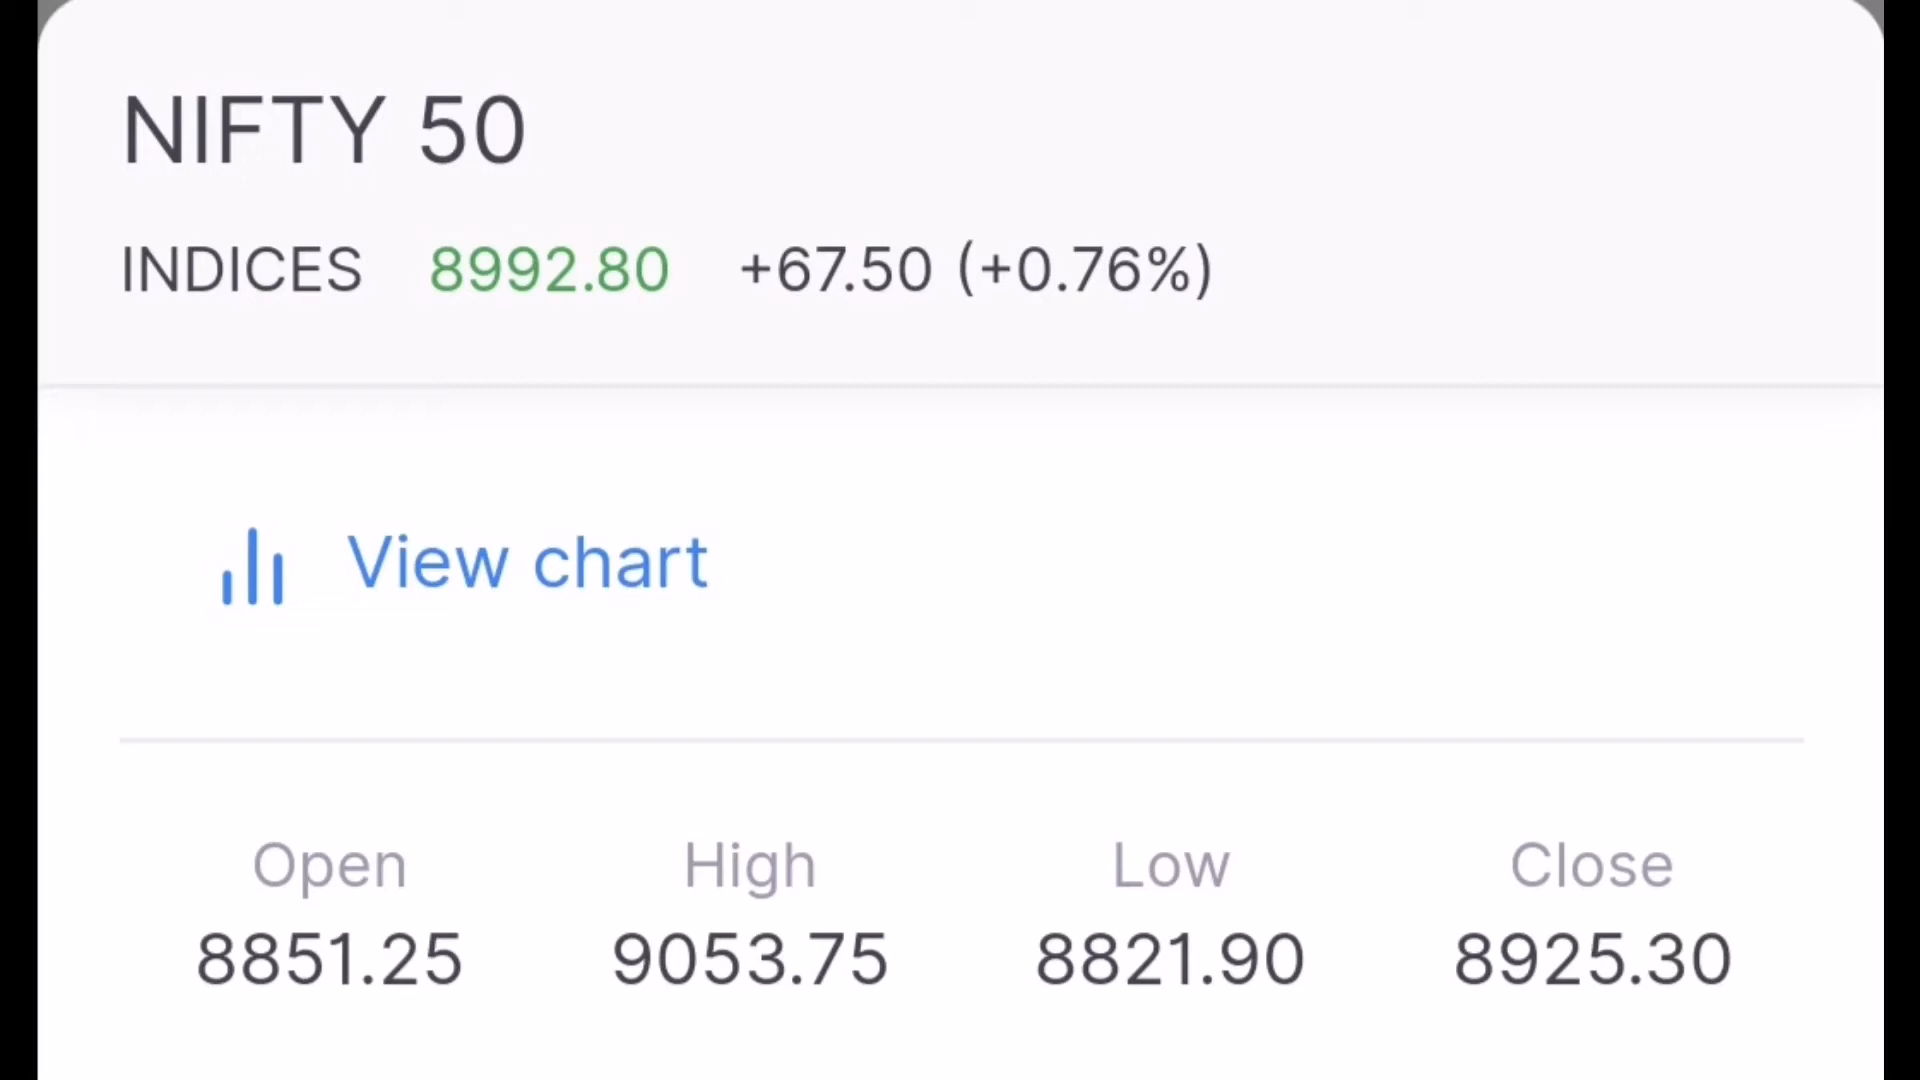 NIFTY 50
INDICES 8992.80 +67.50 (+0.76%)
View chart
Open High Low Close
8851.25 9053.75 8821.90 8925.30